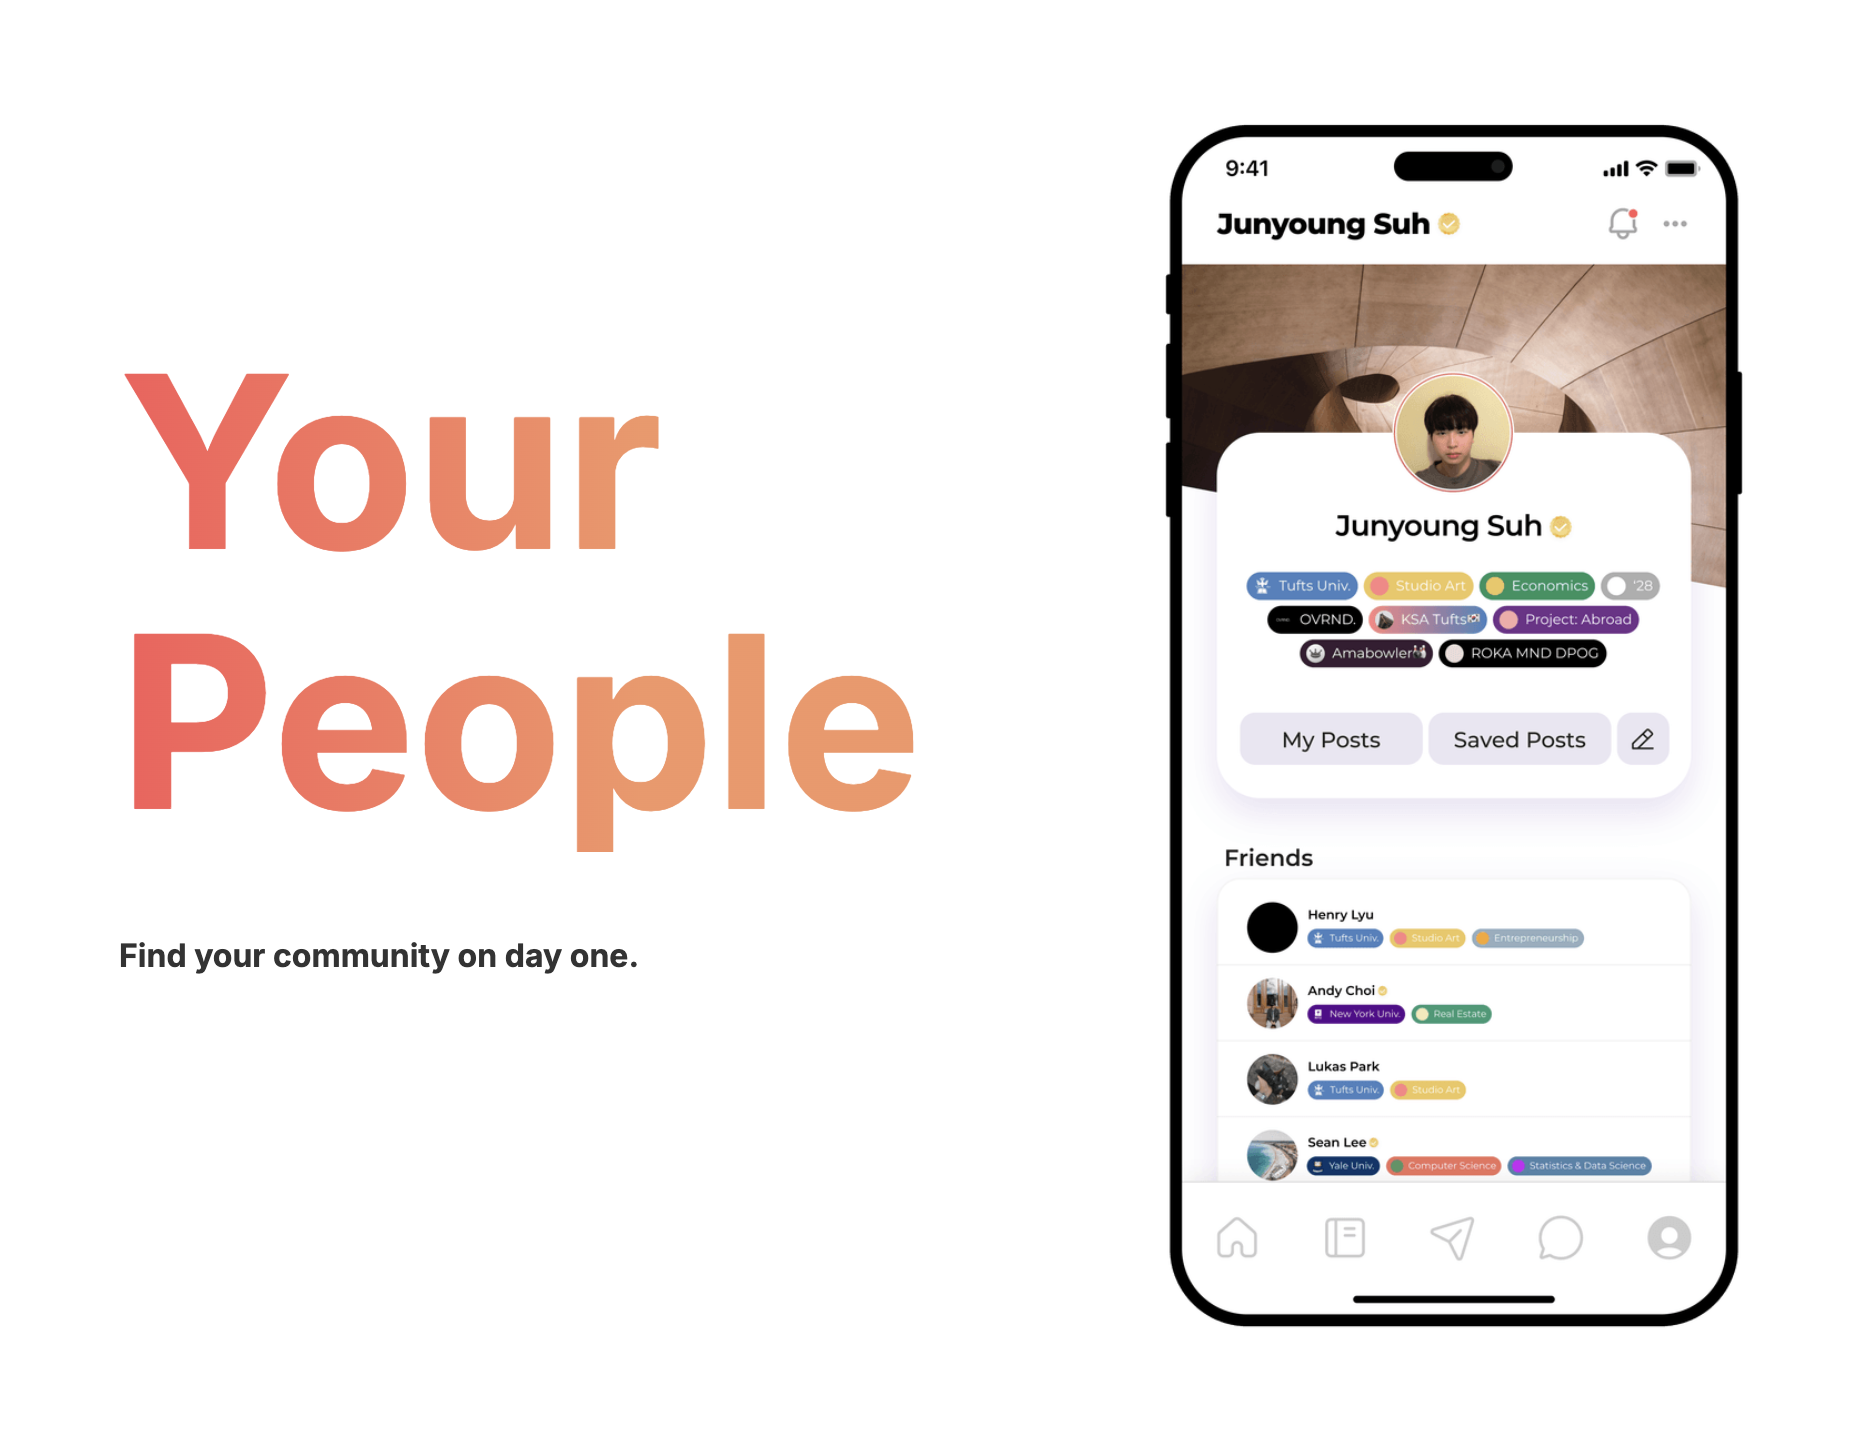 Your
People
Find your community on day one.
9:41
Junyoung Suh
Junyoung Suh
Tufts Univ. Studio Art Economics '28
OVRND. KSA Tufts🇰🇷 Project: Abroad
Amabowler🎳 ROKA MND DPOG
My Posts Saved Posts
Friends
Henry Lyu
Tufts Univ. Studio Art Entrepreneurship
Andy Choi
New York Univ. Real Estate
Lukas Park
Tufts Univ. Studio Art
Sean Lee
Yale Univ. Computer Science Statistics & Data Science